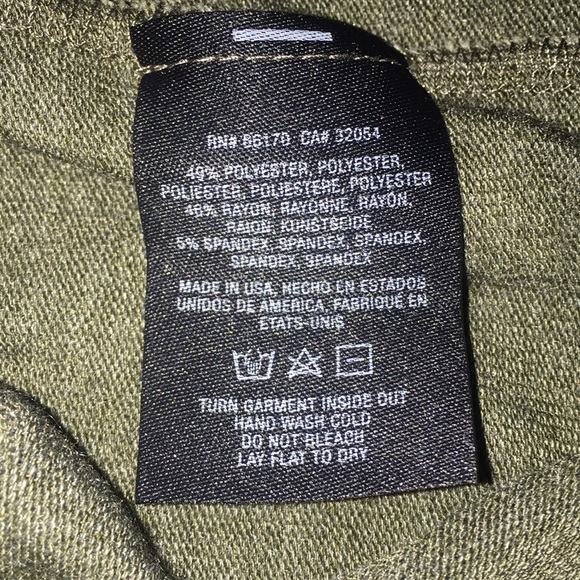 RN# 86170 CA# 32054
49% POLYESTER, POLYESTER,
POLIESTER, POLIESTERE, POLYESTER
46% RAYON, RAYONNE, RAYON,
RAION, KUNSTSEIDE
5% SPANDEX, SPANDEX, SPANDEX,
SPANDEX, SPANDEX
MADE IN USA, HECHO EN ESTADOS
UNIDOS DE AMERICA, FABRIQUE EN
ETATS-UNIS
TURN GARMENT INSIDE OUT
HAND WASH COLD
DO NOT BLEACH
LAY FLAT TO DRY